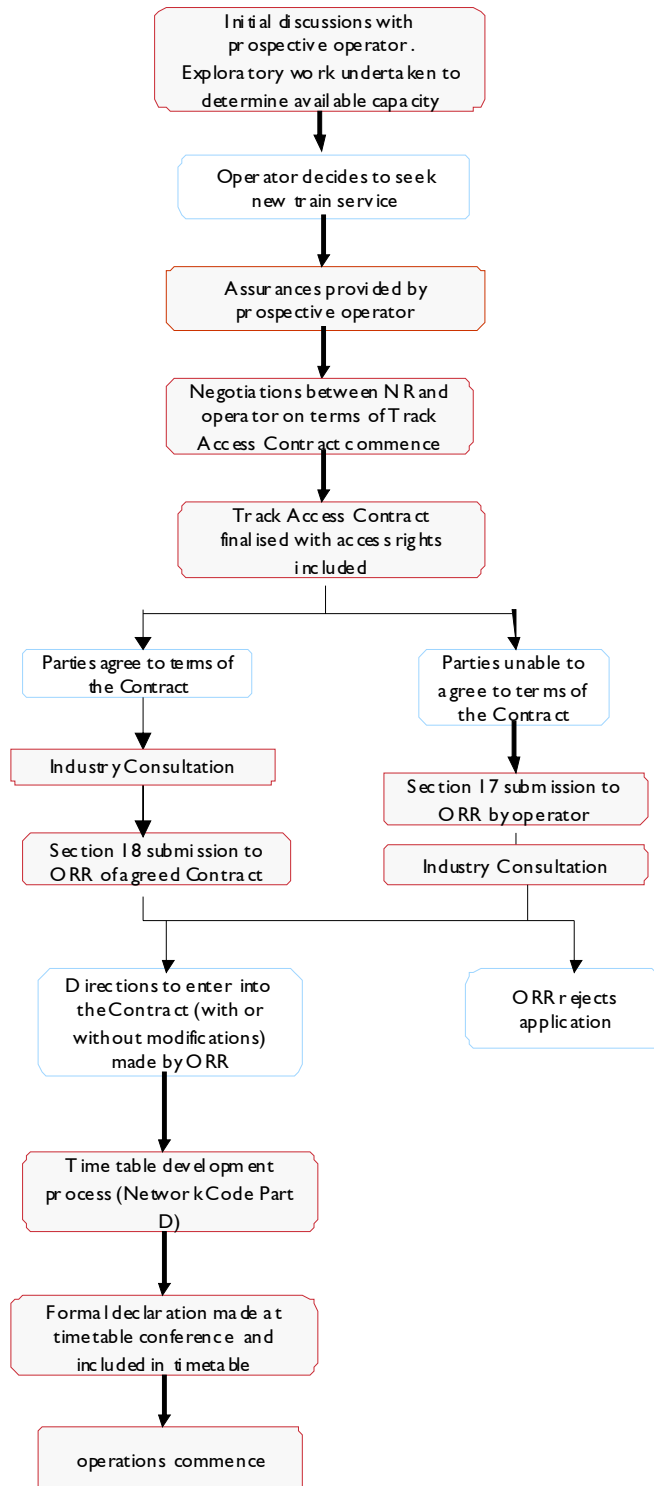 Initial discussions with
prospective operator.
Exploratory work undertaken to
determine available capacity
Operator decides to seek
new train service
Assurances provided by
prospective operator
Negotiations between NR and
operator on terms of Track
Access Contract commence
Track Access Contract
finalised with access rights
included
Parties agree to terms of
the Contract
Parties unable to
agree to terms of
the Contract
Industry Consultation
Section 17 submission to
ORR by operator
Section 18 submission to
ORR of agreed Contract
Industry Consultation
Directions to enter into
the Contract (with or
without modifications)
made by ORR
ORR rejects
application
Time table development
process (Network Code Part
D)
Formal declaration made at
timetable conference and
included in timetable
operations commence